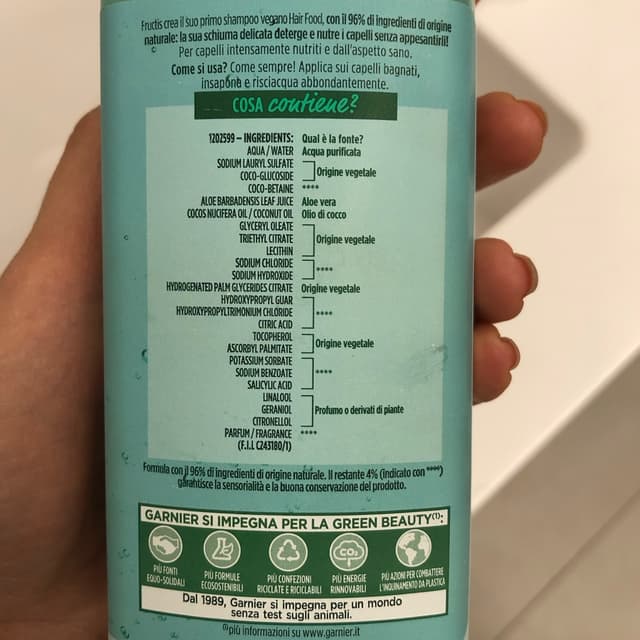 Fructis crea il suo primo shampoo vegano Hair Food, con il 96% di ingredienti di origine
naturale: la sua schiuma delicata deterge e nutre i capelli senza appesantirli!
Per capelli intensamente nutriti e dall'aspetto sano.
Come si usa? Come sempre! Applica sui capelli bagnati,
insapona e risciacqua abbondantemente.
COSA contiene?
1202599 – INGREDIENTS: Qual è la fonte?
AQUA / WATER Acqua purificata
SODIUM LAURYL SULFATE
COCO-GLUCOSIDE Origine vegetale
COCO-BETAINE ****
ALOE BARBADENSIS LEAF JUICE Aloe vera
COCOS NUCIFERA OIL / COCONUT OIL Olio di cocco
GLYCERYL OLEATE
TRIETHYL CITRATE Origine vegetale
LECITHIN
SODIUM CHLORIDE
SODIUM HYDROXIDE ****
HYDROGENATED PALM GLYCERIDES CITRATE Origine vegetale
HYDROXYPROPYL GUAR
HYDROXYPROPYLTRIMONIUM CHLORIDE ****
CITRIC ACID
TOCOPHEROL
ASCORBYL PALMITATE Origine vegetale
POTASSIUM SORBATE
SODIUM BENZOATE ****
SALICYLIC ACID
LINALOOL
GERANIOL Profumo o derivati di piante
CITRONELLOL
PARFUM / FRAGRANCE ****
(F.I.L C243180/1)
Formula con il 96% di ingredienti di origine naturale. Il restante 4% (indicato con ****)
garantisce la sensorialità e la buona conservazione del prodotto.
GARNIER SI IMPEGNA PER LA GREEN BEAUTY(1):
CO2
PIÙ FONTI
EQUO-SOLIDALI
PIÙ FORMULE
ECOSOSTENIBILI
PIÙ CONFEZIONI
RICICLATE E RICICLABILI
PIÙ ENERGIE
RINNOVABILI
PIÙ AZIONI PER COMBATTERE
L'INQUINAMENTO DA PLASTICA
Dal 1989, Garnier si impegna per un mondo
senza test sugli animali.
(1)più informazioni su www.garnier.it